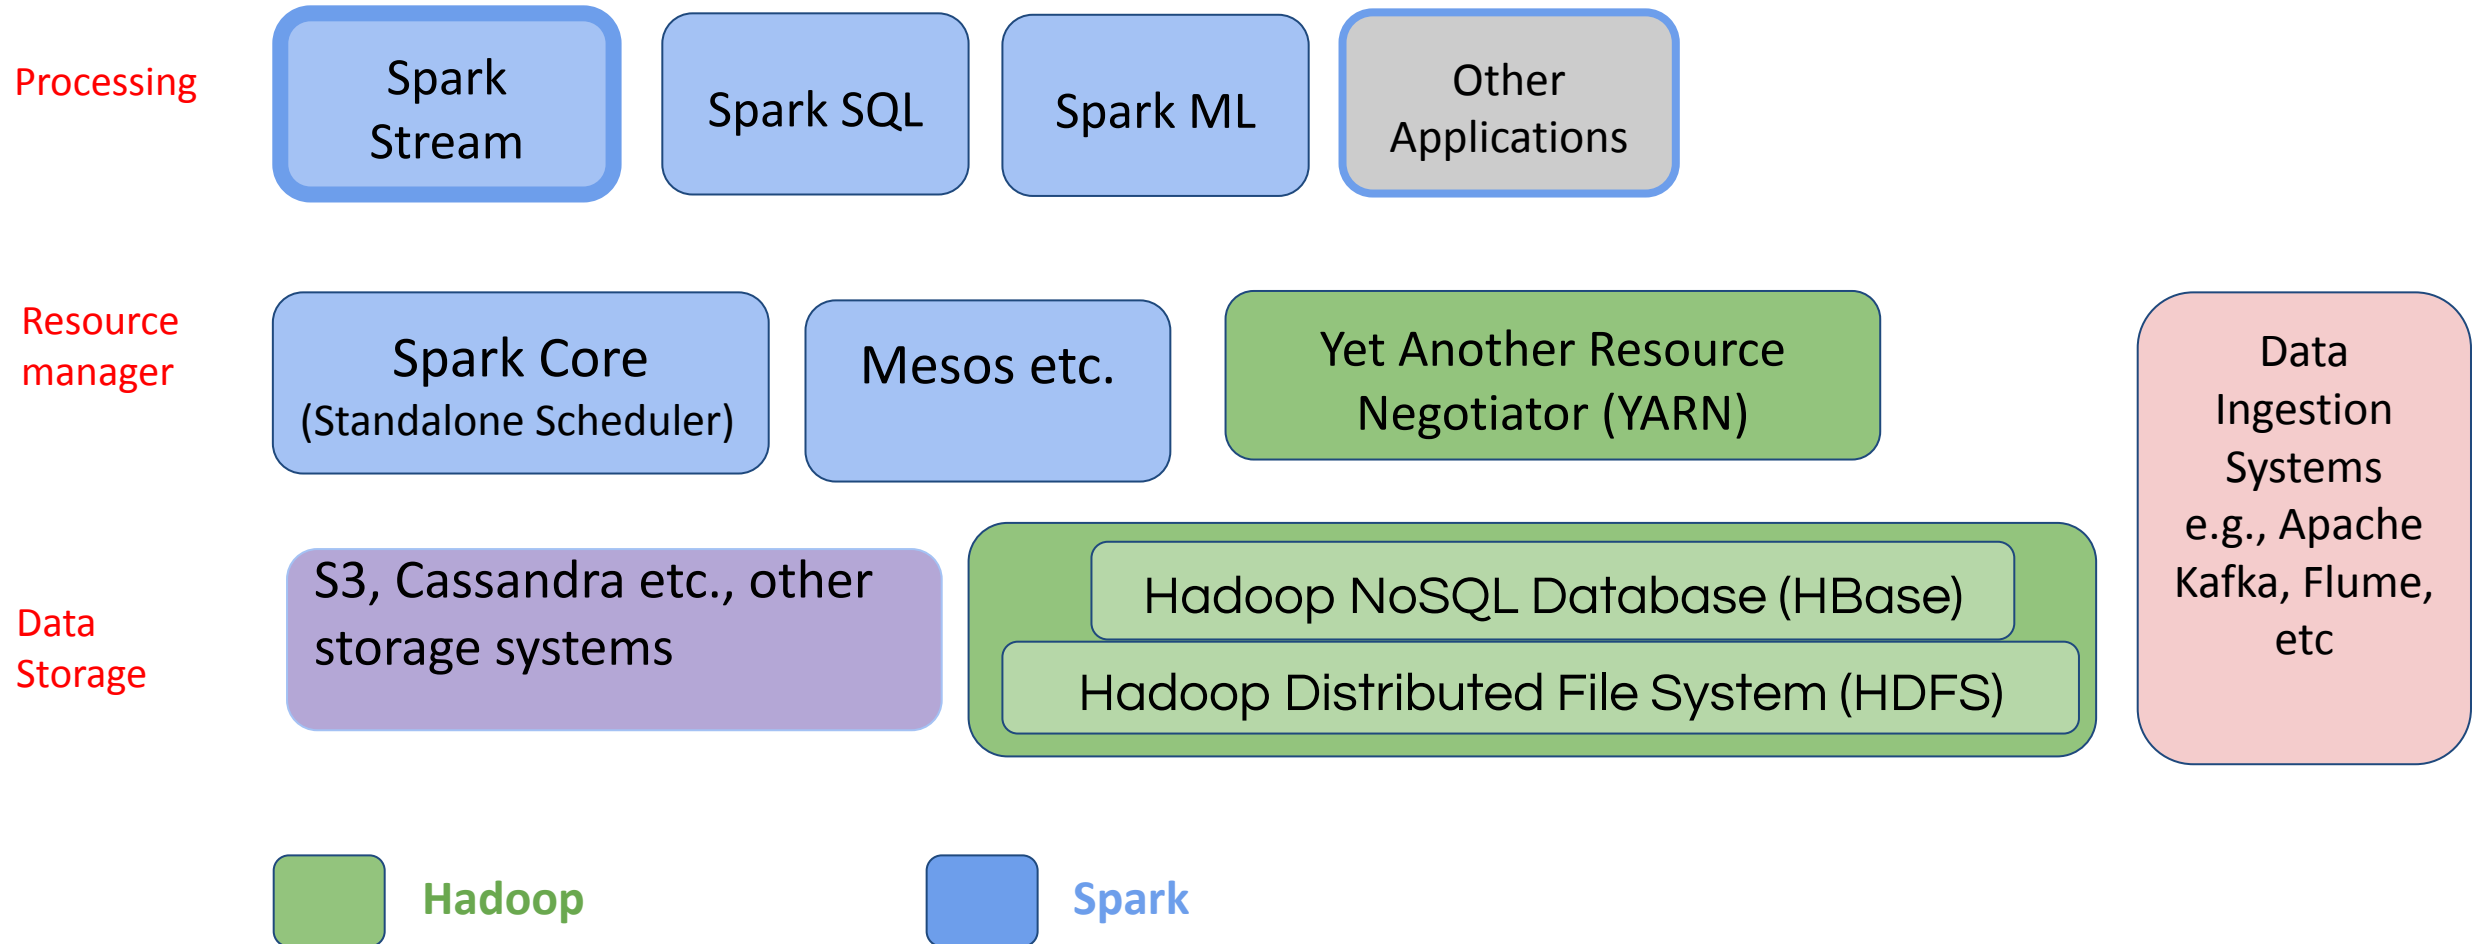 Processing
Spark
Stream
Spark SQL
Spark ML
Other
Applications
Resource
manager
Spark Core
(Standalone Scheduler)
Mesos etc.
Yet Another Resource
Negotiator (YARN)
Data
Ingestion
Systems
e.g., Apache
Kafka, Flume,
etc
Data
Storage
S3, Cassandra etc., other
storage systems
Hadoop NoSQL Database (HBase)
Hadoop Distributed File System (HDFS)
Hadoop
Spark